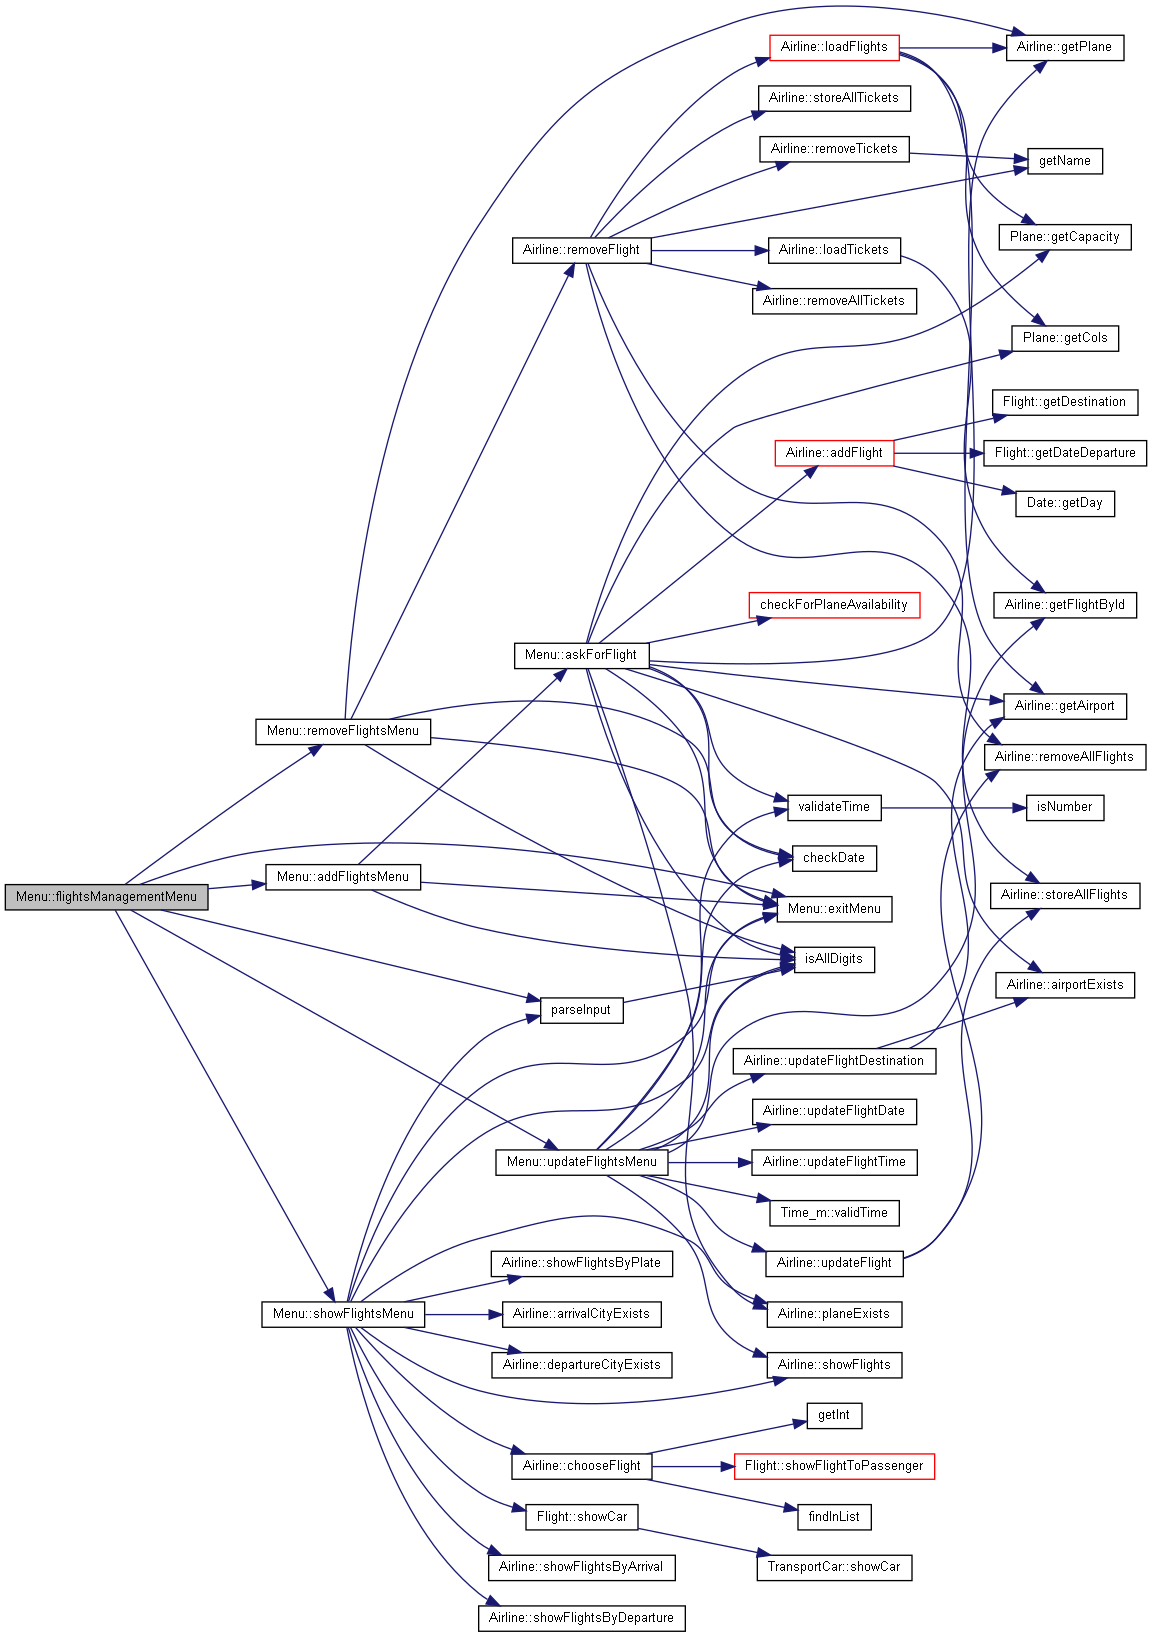 Airline::loadFlights
Airline::getPlane
Airline::storeAllTickets
Airline::removeTickets
getName
Plane::getCapacity
Airline::removeFlight
Airline::loadTickets
Airline::removeAllTickets
Plane::getCols
Flight::getDestination
Airline::addFlight
Flight::getDateDeparture
Date::getDay
checkForPlaneAvailability
Airline::getFlightById
Menu::askForFlight
Airline::getAirport
Menu::removeFlightsMenu
Airline::removeAllFlights
validateTime
isNumber
checkDate
Menu::addFlightsMenu
Menu::flightsManagementMenu
Airline::storeAllFlights
Menu::exitMenu
isAllDigits
Airline::airportExists
parseInput
Airline::updateFlightDestination
Airline::updateFlightDate
Menu::updateFlightsMenu
Airline::updateFlightTime
Time_m::validTime
Airline::showFlightsByPlate
Airline::updateFlight
Menu::showFlightsMenu
Airline::arrivalCityExists
Airline::planeExists
Airline::departureCityExists
Airline::showFlights
getInt
Airline::chooseFlight
Flight::showFlightToPassenger
Flight::showCar
findInList
Airline::showFlightsByArrival
TransportCar::showCar
Airline::showFlightsByDeparture